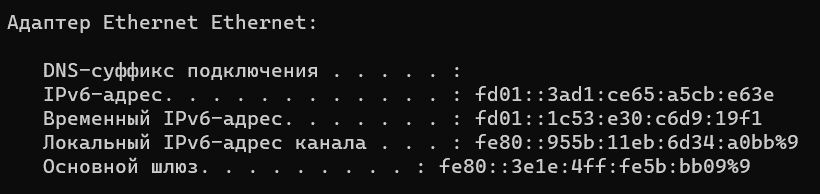 Адаптер Ethernet Ethernet:
DNS-суффикс подключения . . . . . :
IPv6-адрес. . . . . . . . . . . . : fd01::3ad1:ce65:a5cb:e63e
Временный IPv6-адрес. . . . . . . : fd01::1c53:e30:c6d9:19f1
Локальный IPv6-адрес канала . . . : fe80::955b:11eb:6d34:a0bb%9
Основной шлюз. . . . . . . . . : fe80::3e1e:4ff:fe5b:bb09%9